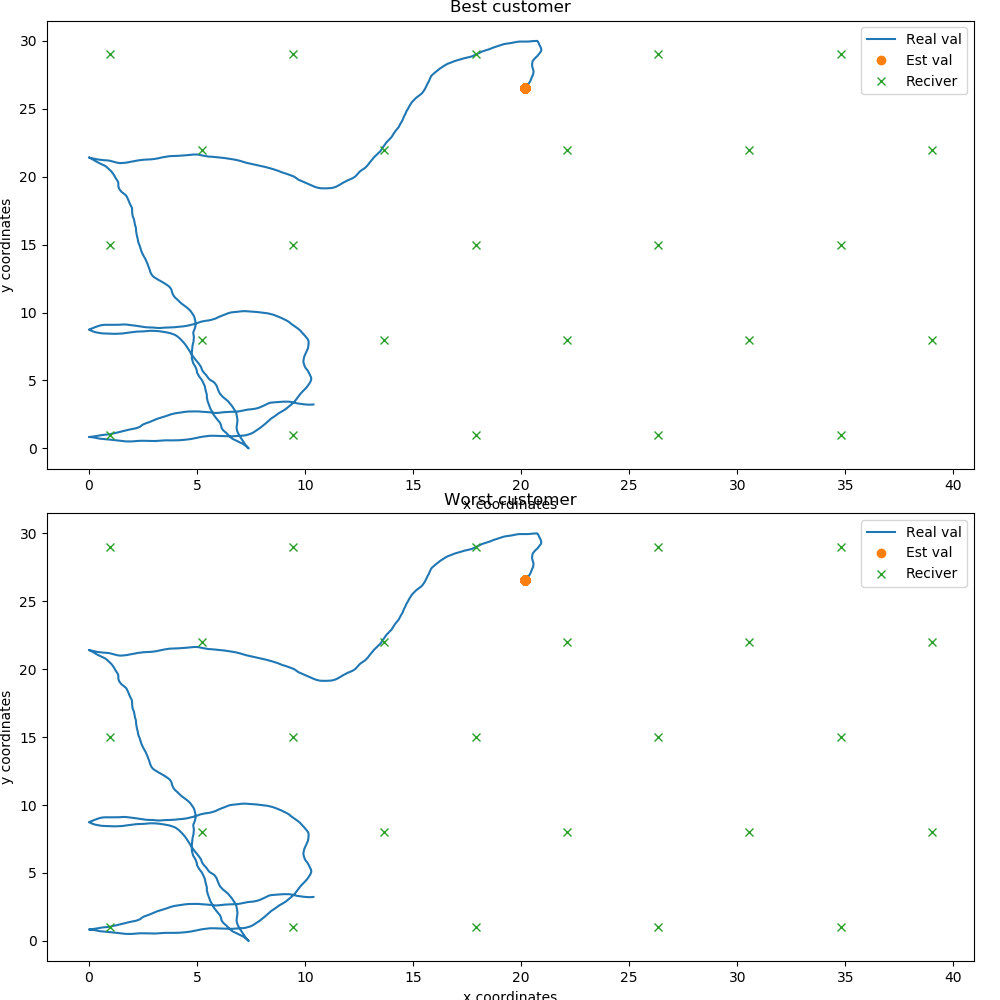 Best customer
30
25
20
15
10
5
0
y coordinates
Real val
Est val
Reciver
0 5 10 15 20 25 30 35 40
x coordinates
Worst customer
30
25
20
15
10
5
0
y coordinates
Real val
Est val
Reciver
0 5 10 15 20 25 30 35 40
x coordinates